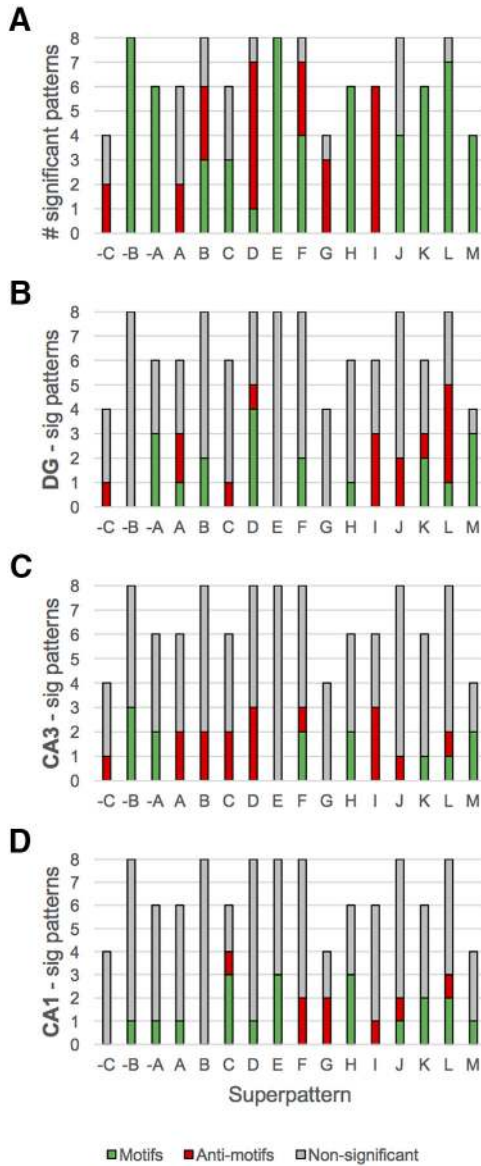 A
# significant patterns
8
7
6
5
4
3
2
1
0
-C -B -A A B C D E F G H I J K L M
B
DG - sig patterns
8
7
6
5
4
3
2
1
0
-C -B -A A B C D E F G H I J K L M
C
CA3 - sig patterns
8
7
6
5
4
3
2
1
0
-C -B -A A B C D E F G H I J K L M
D
CA1 - sig patterns
8
7
6
5
4
3
2
1
0
-C -B -A A B C D E F G H I J K L M
Superpattern
Motifs Anti-motifs Non-significant